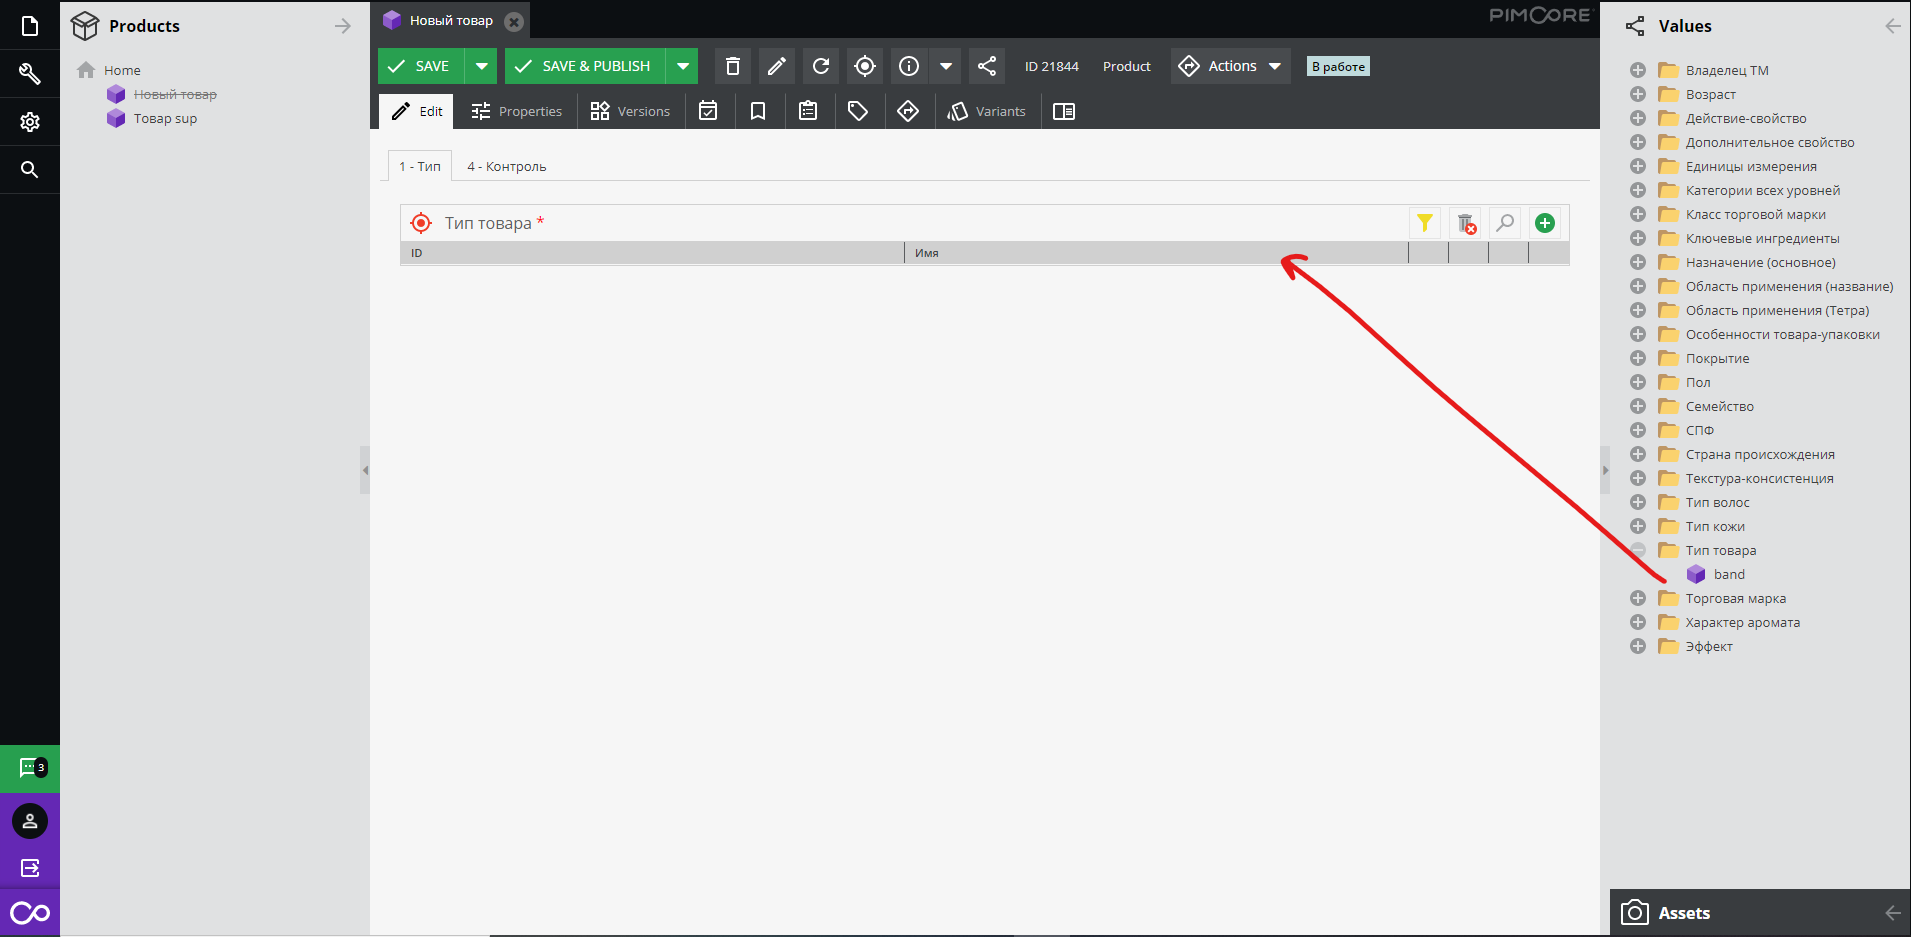 Products
Home
Новый товар
Товар sup
3
Новый товар
PIMCORE
SAVE
SAVE & PUBLISH
ID 21844
Product
Actions
В работе
Edit
Properties
Versions
Variants
1 - Тип
4 - Контроль
Тип товара *
ID
Имя
Values
Владелец ТМ
Возраст
Действие-свойство
Дополнительное свойство
Единицы измерения
Категории всех уровней
Класс торговой марки
Ключевые ингредиенты
Назначение (основное)
Область применения (название)
Область применения (Тетра)
Особенности товара-упаковки
Покрытие
Пол
Семейство
СПФ
Страна происхождения
Текстура-консистенция
Тип волос
Тип кожи
Тип товара
band
Торговая марка
Характер аромата
Эффект
Assets